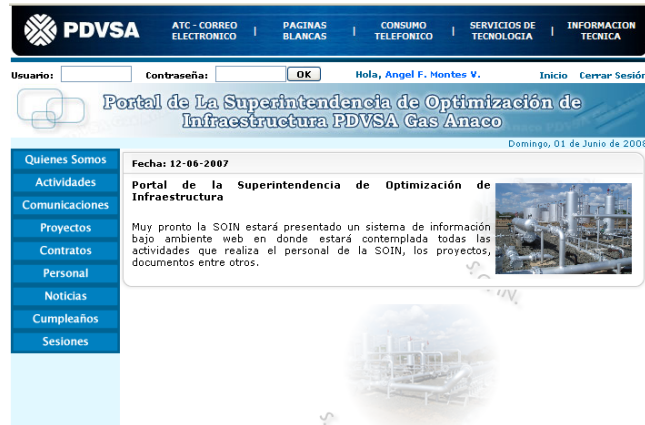 PDVSA
ATC - CORREO ELECTRONICO | PAGINAS BLANCAS | CONSUMO TELEFONICO | SERVICIOS DE TECNOLOGIA | INFORMACION TECNICA
Usuario: Contraseña: OK Hola, Angel F. Montes V. Inicio Cerrar Sesión
Portal de La Superintendencia de Optimización de
Infraestructura PDVSA Gas Anaco
Domingo, 01 de Junio de 2008
Quienes Somos
Actividades
Comunicaciones
Proyectos
Contratos
Personal
Noticias
Cumpleaños
Sesiones
Fecha: 12-06-2007
Portal de la Superintendencia de Optimización de
Infraestructura
Muy pronto la SOIN estará presentado un sistema de información
bajo ambiente web en donde estará contemplada todas las
actividades que realiza el personal de la SOIN, los proyectos,
documentos entre otros.